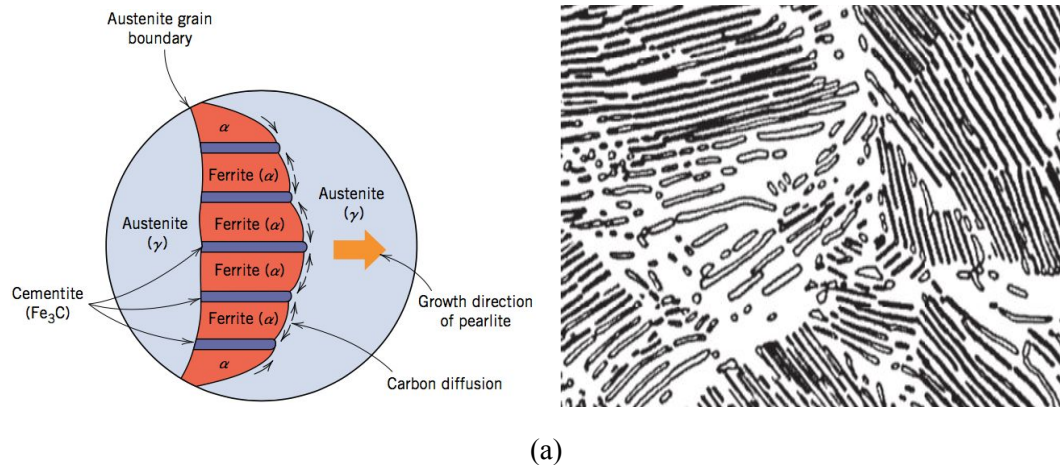 Austenite grain
boundary
α
Ferrite (α)
Austenite
(γ)
Ferrite (α)
Austenite
(γ)
Ferrite (α)
Cementite
(Fe₃C)
Ferrite (α)
Growth direction
of pearlite
α
Carbon diffusion
(a)